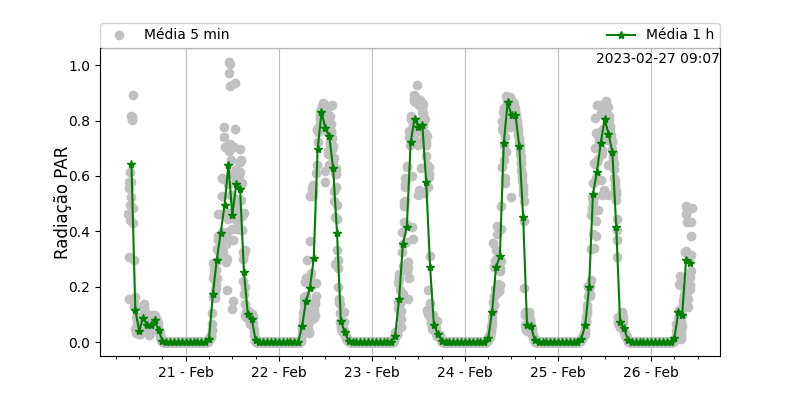 Média 5 min
Média 1 h
2023-02-27 09:07
Radiação PAR
1.0
0.8
0.6
0.4
0.2
0.0
21 - Feb
22 - Feb
23 - Feb
24 - Feb
25 - Feb
26 - Feb